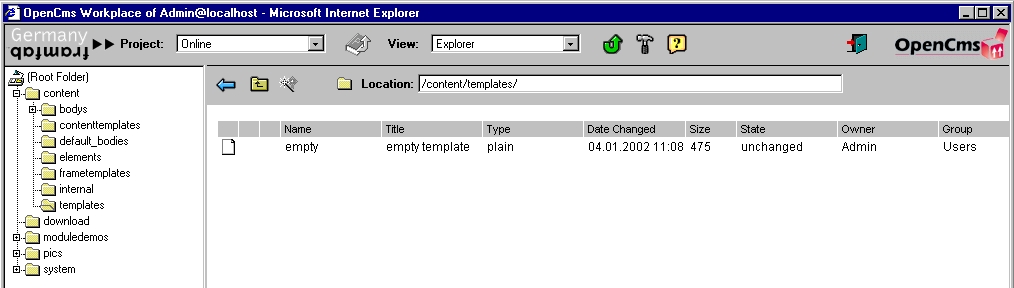 OpenCms Workplace of Admin@localhost - Microsoft Internet Explorer
Germany
framfab
Project: Online View: Explorer OpenCms
(Root Folder)
content
bodys
contenttemplates
default_bodies
elements
frametemplates
internal
templates
download
moduledemos
pics
system
Location: /content/templates/
Name Title Type Date Changed Size State Owner Group
empty empty template plain 04.01.2002 11:08 475 unchanged Admin Users